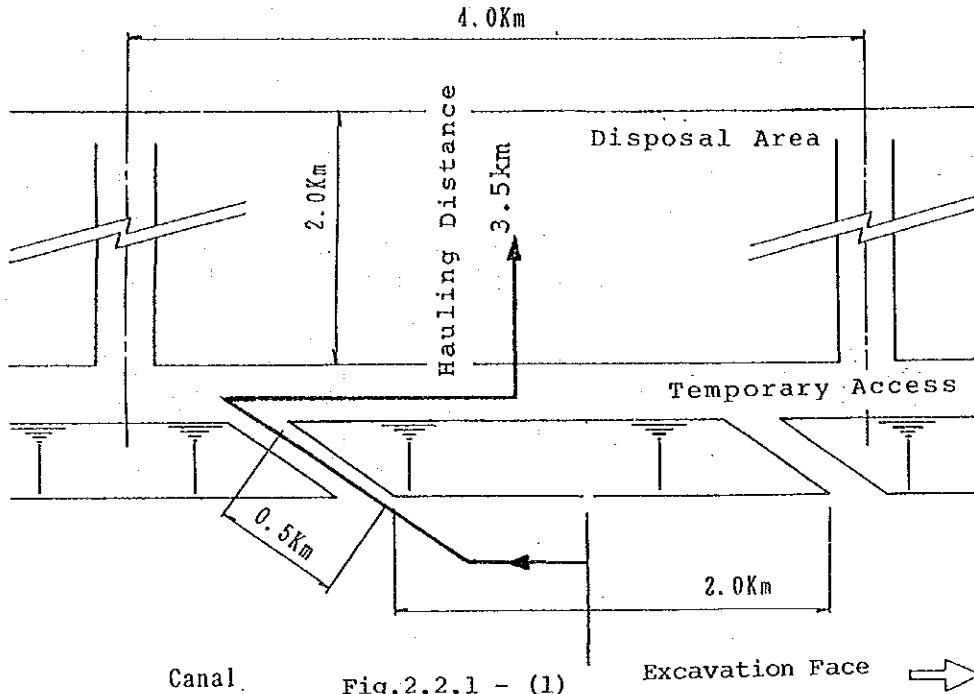 4.0Km
Disposal Area
Hauling Distance
3.5km
2.0Km
Temporary Access
0.5Km
2.0Km
Canal
Fig.2.2.1 - (1)
Excavation Face